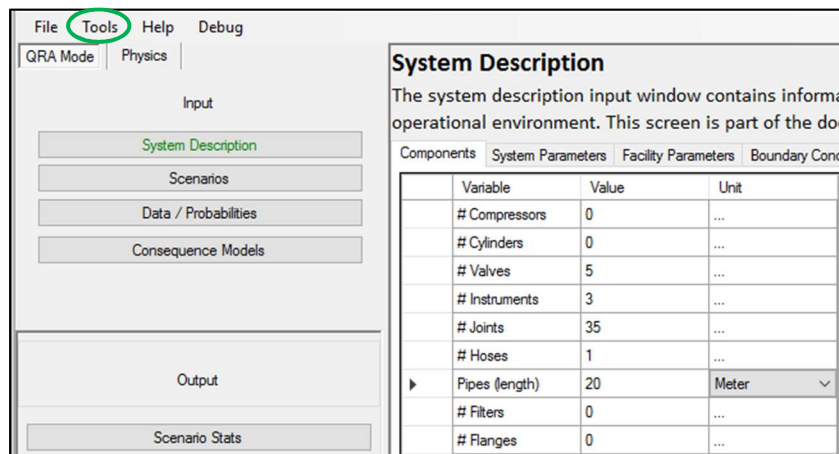 File Tools Help Debug
QRA Mode Physics
Input
System Description
Scenarios
Data / Probabilities
Consequence Models
Output
Scenario Stats
System Description
The system description input window contains
operational environment. This screen is part of the
Components System Parameters Facility Parameters Boundary
Variable Value Unit
# Compressors 0 ...
# Cylinders 0 ...
# Valves 5 ...
# Instruments 3 ...
# Joints 35 ...
# Hoses 1 ...
Pipes (length) 20 Meter
# Filters 0 ...
# Flanges 0 ...